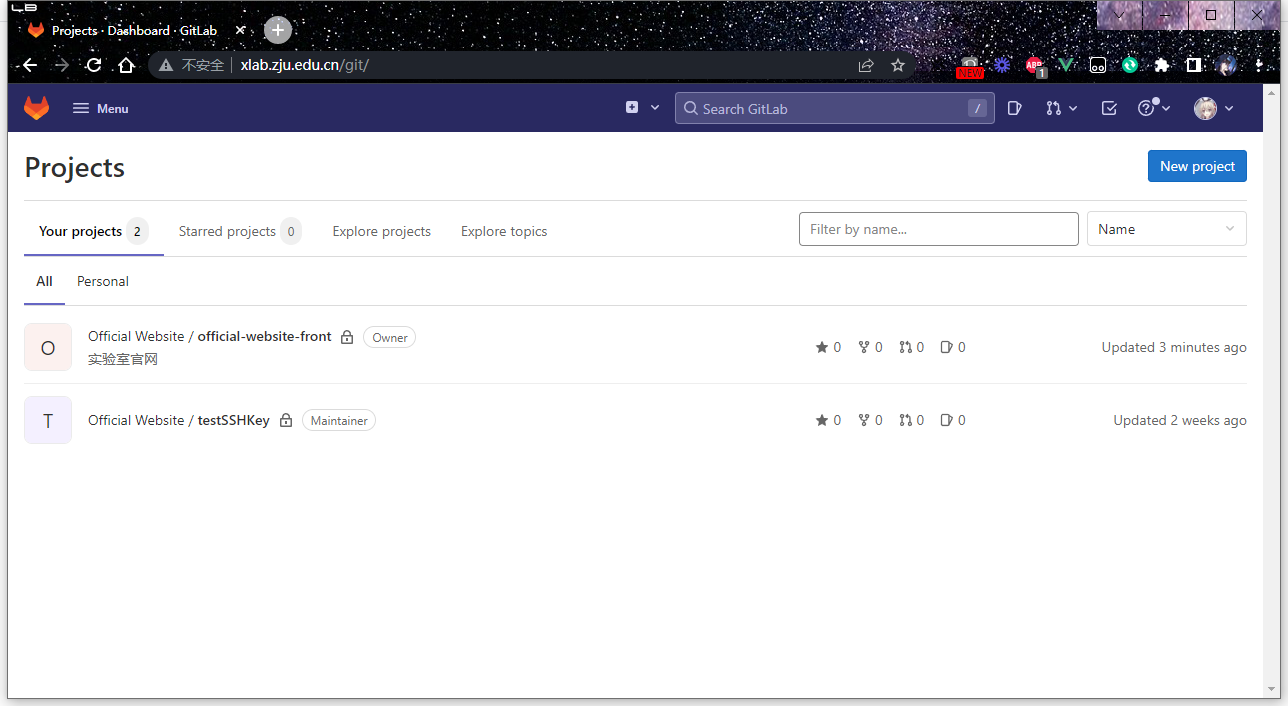 Projects · Dashboard · GitLab
不安全 xlab.zju.edu.cn/git/
NEW
ABP
1
Menu
Search GitLab /
Projects
New project
Your projects 2
Starred projects 0
Explore projects
Explore topics
Filter by name...
Name
All
Personal
O
Official Website / official-website-front Owner
实验室官网
0 0 0 0
Updated 3 minutes ago
T
Official Website / testSSHKey Maintainer
0 0 0 0
Updated 2 weeks ago